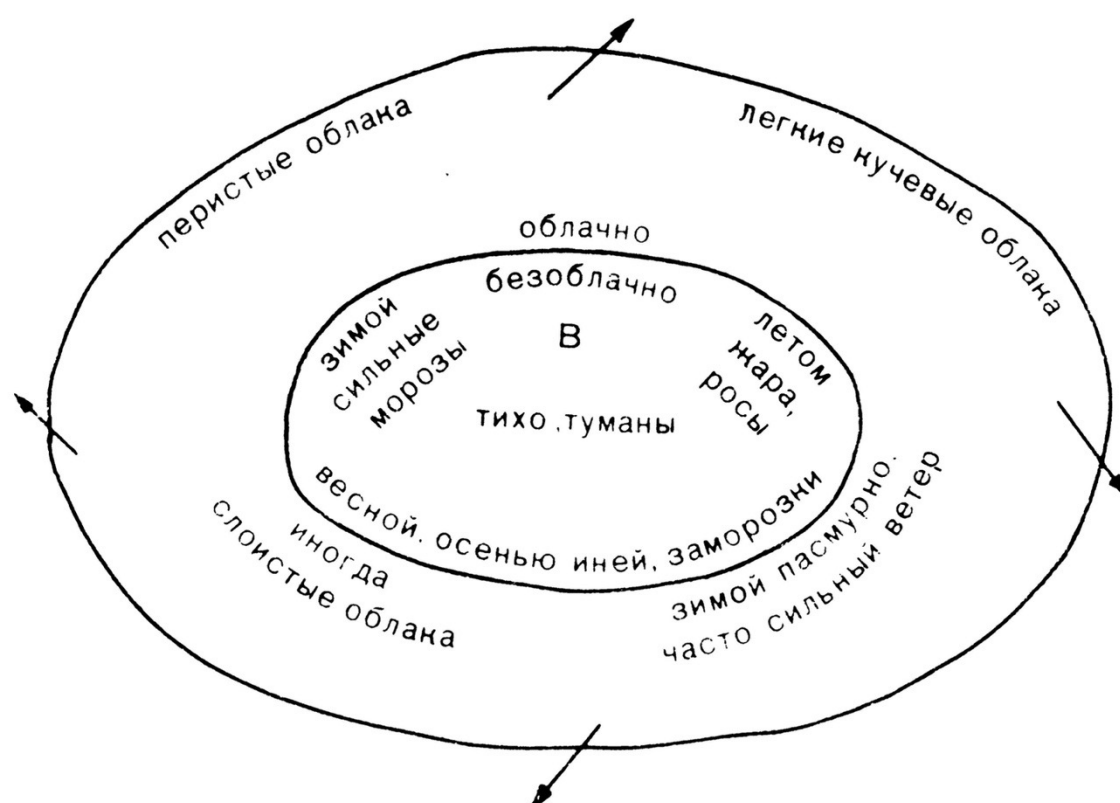 перистые облака
легкие кучевые облака
облачно
безоблачно
зимой
сильные
морозы
В
летом
жара,
росы
тихо, туманы
весной. осенью иней, заморозки
иногда
слоистые облака
зимой пасмурно.
часто сильный ветер